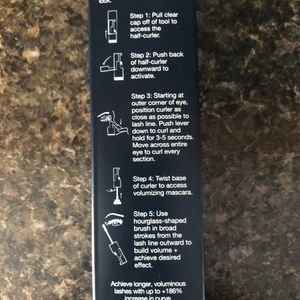 look.
Step 1: Pull clear
cap off of tool to
access the
half-curler.
Step 2: Push back
of half-curler
downward to
activate.
Step 3: Starting at
outer corner of eye,
position curler as
close as possible to
lash line. Push lever
down to curl and
hold for 3-5 seconds.
Move across entire
eye to curl every
section.
Step 4: Twist base
of curler to access
volumizing mascara.
Step 5: Use
hourglass-shaped
brush in broad
strokes from the
lash line outward to
build volume +
achieve desired
effect.
Achieve longer, voluminous
lashes with up to +186%
increase in curve.